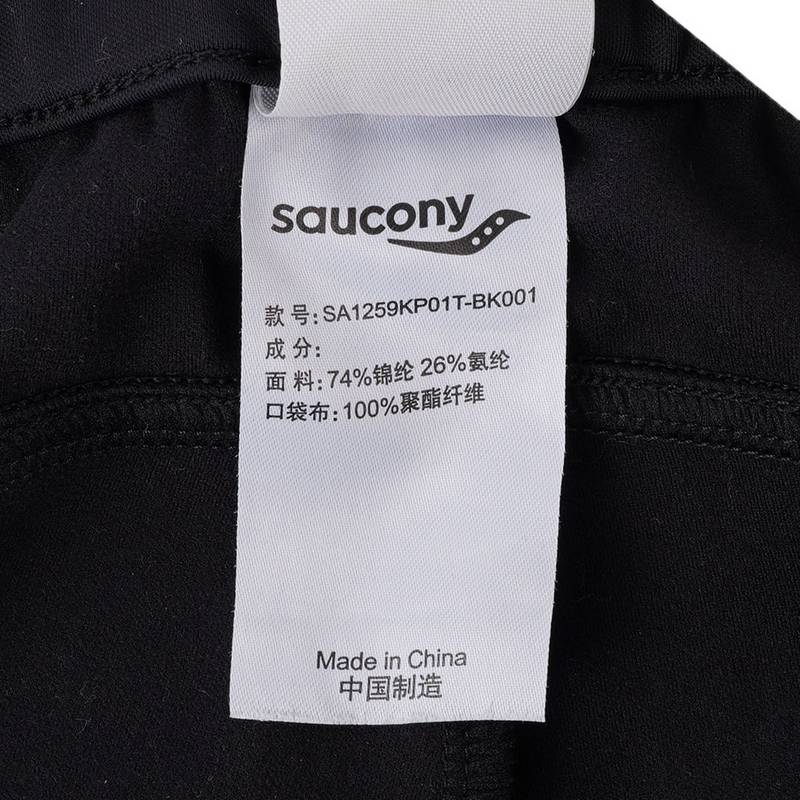 saucony
款号:SA1259KP01T-BK001
成分:
面料:74%锦纶 26%氨纶
口袋布:100%聚酯纤维
Made in China
中国制造